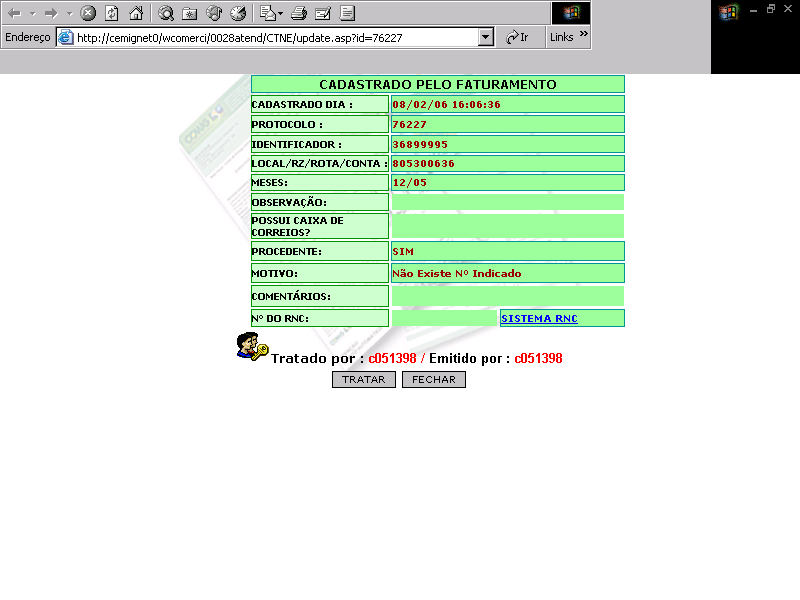 Endereço http://cemignet0/wcomerci/0028atend/CTNE/update.asp?id=76227 Ir Links »
CADASTRADO PELO FATURAMENTO
CADASTRADO DIA : 08/02/06 16:06:36
PROTOCOLO : 76227
IDENTIFICADOR : 36899995
LOCAL/RZ/ROTA/CONTA : 805300636
MESES: 12/05
OBSERVAÇÃO:
POSSUI CAIXA DE
CORREIOS?
PROCEDENTE: SIM
MOTIVO: Não Existe Nº Indicado
COMENTÁRIOS:
Nº DO RNC: SISTEMA RNC
Tratado por : c051398 / Emitido por : c051398
TRATAR FECHAR